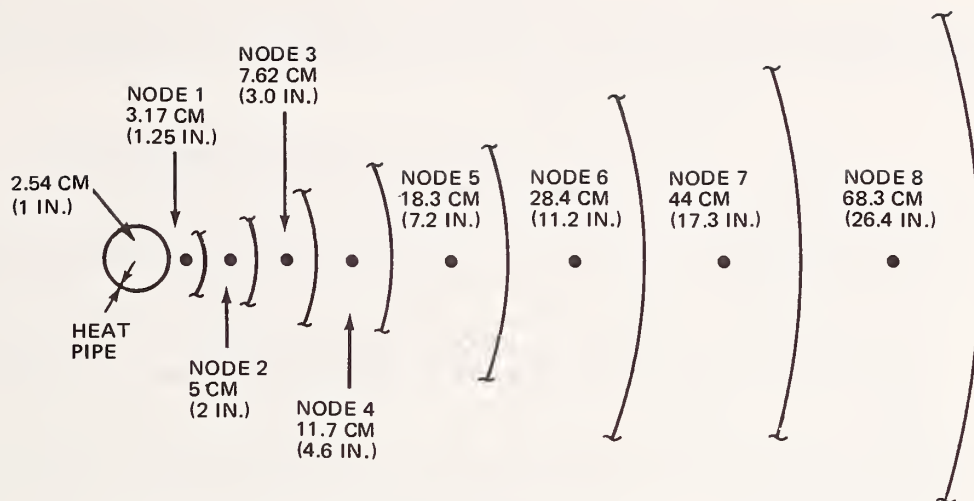 NODE 3
7.62 CM
(3.0 IN.)
NODE 1
3.17 CM
(1.25 IN.)
2.54 CM
(1 IN.)
NODE 5
18.3 CM
(7.2 IN.)
NODE 6
28.4 CM
(11.2 IN.)
NODE 7
44 CM
(17.3 IN.)
NODE 8
68.3 CM
(26.4 IN.)
HEAT
PIPE
NODE 2
5 CM
(2 IN.)
NODE 4
11.7 CM
(4.6 IN.)